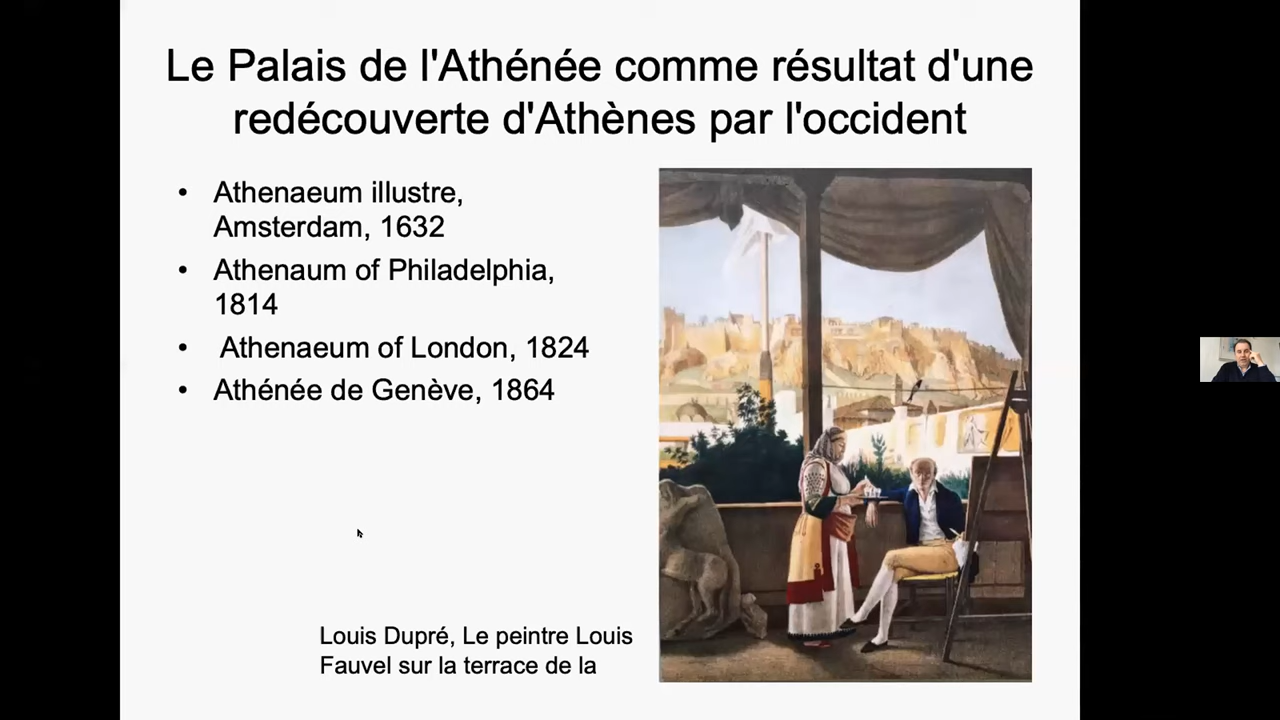 Le Palais de l'Athénée comme résultat d'une
redécouverte d'Athènes par l'occident
• Athenaeum illustre,
Amsterdam, 1632
• Athenaum of Philadelphia,
1814
• Athenaeum of London, 1824
• Athénée de Genève, 1864
Louis Dupré, Le peintre Louis
Fauvel sur la terrace de la